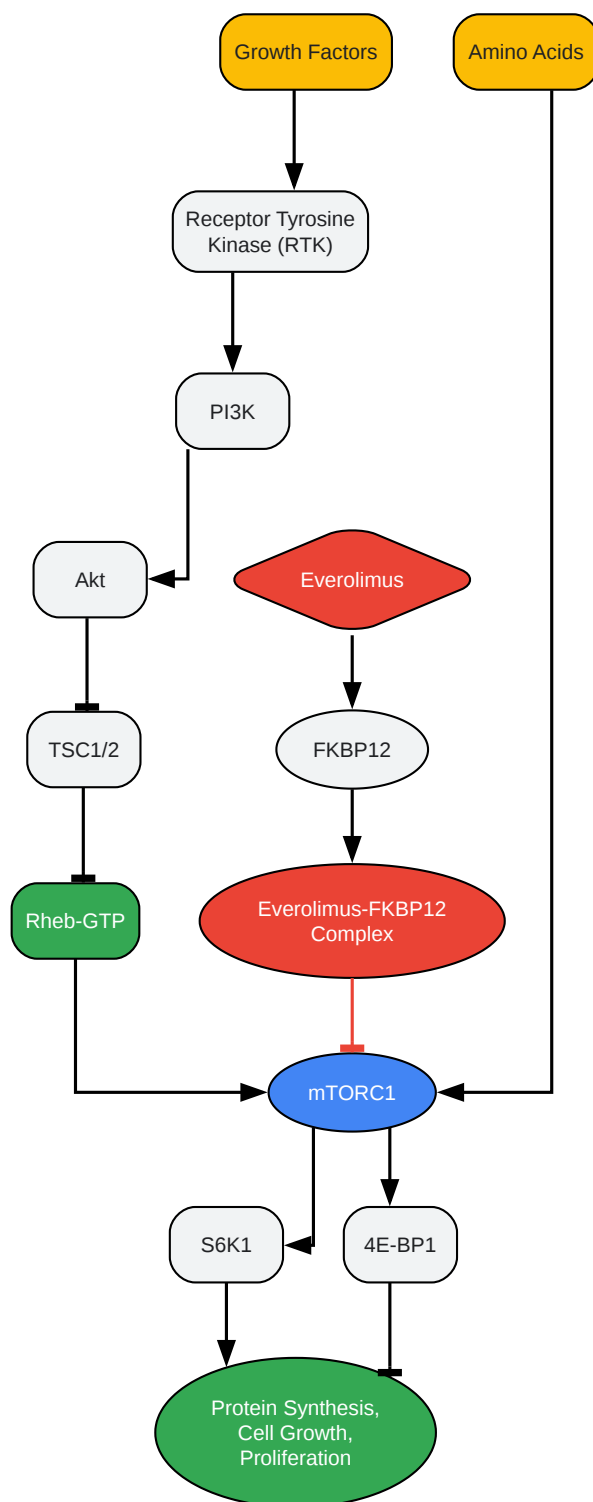 Growth Factors
Amino Acids
Receptor Tyrosine
Kinase (RTK)
PI3K
Akt
Everolimus
TSC1/2
FKBP12
Rheb-GTP
Everolimus-FKBP12
Complex
mTORC1
S6K1
4E-BP1
Protein Synthesis,
Cell Growth,
Proliferation